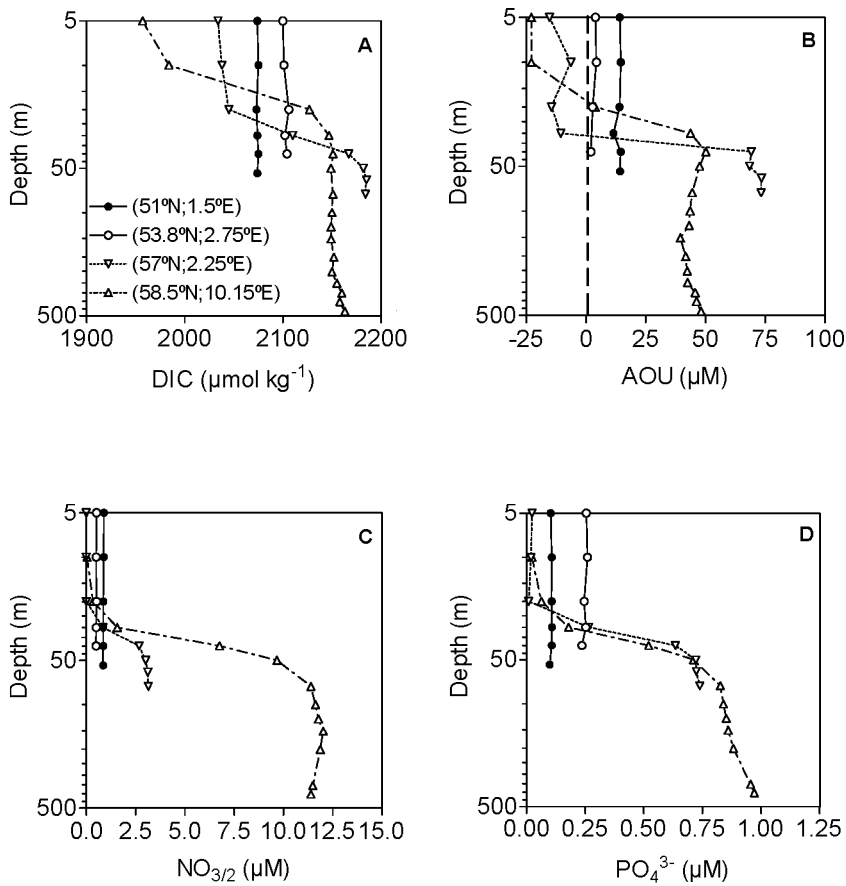 A
5
50
500
Depth (m)
(51ºN;1.5ºE)
(53.8ºN;2.75ºE)
(57ºN;2.25ºE)
(58.5ºN;10.15ºE)
1900 2000 2100 2200
DIC (µmol kg⁻¹)
B
5
50
500
Depth (m)
-25 0 25 50 75 100
AOU (µM)
C
5
50
500
Depth (m)
0.0 2.5 5.0 7.5 10.0 12.5 15.0
NO₃/₂ (µM)
D
5
50
500
Depth (m)
0.00 0.25 0.50 0.75 1.00 1.25
PO₄³⁻ (µM)